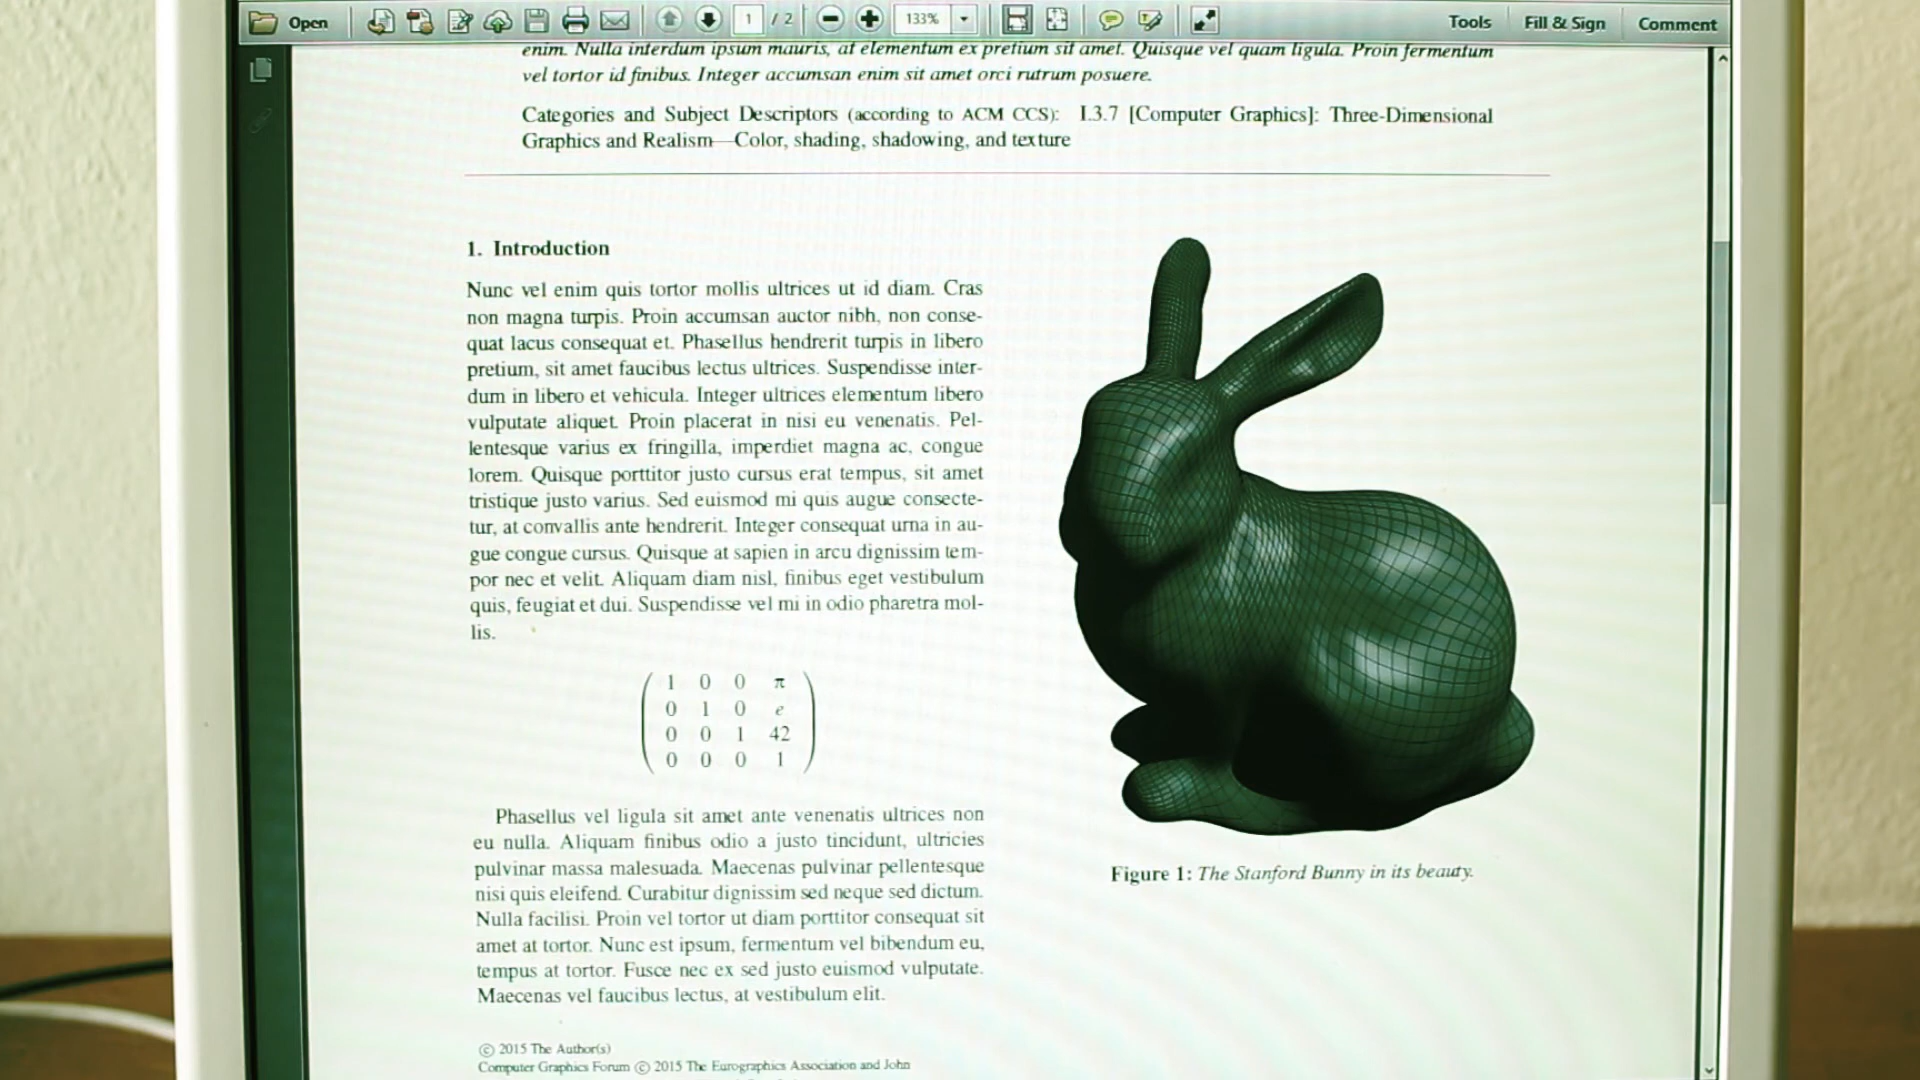 Open
1 / 2
133%
Tools
Fill & Sign
Comment
enim. Nulla interdum ipsum mauris, at elementum ex pretium sit amet. Quisque vel quam ligula. Proin fermentum
vel tortor id finibus. Integer accumsan enim sit amet orci rutrum posuere.
Categories and Subject Descriptors (according to ACM CCS): I.3.7 [Computer Graphics]: Three-Dimensional
Graphics and Realism—Color, shading, shadowing, and texture
1. Introduction
Nunc vel enim quis tortor mollis ultrices ut id diam. Cras
non magna turpis. Proin accumsan auctor nibh, non conse-
quat lacus consequat et. Phasellus hendrerit turpis in libero
pretium, sit amet faucibus lectus ultrices. Suspendisse inter-
dum in libero et vehicula. Integer ultrices elementum libero
vulputate aliquet. Proin placerat in nisi eu venenatis. Pel-
lentesque varius ex fringilla, imperdiet magna ac, congue
lorem. Quisque porttitor justo cursus erat tempus, sit amet
tristique justo varius. Sed euismod mi quis augue consecte-
tur, at convallis ante hendrerit. Integer consequat urna in au-
gue congue cursus. Quisque at sapien in arcu dignissim tem-
por nec et velit. Aliquam diam nisl, finibus eget vestibulum
quis, feugiat et dui. Suspendisse vel mi in odio pharetra mol-
lis.
1 0 0 π
0 1 0 e
0 0 1 42
0 0 0 1
Phasellus vel ligula sit amet ante venenatis ultrices non
eu nulla. Aliquam finibus odio a justo tincidunt, ultricies
pulvinar massa malesuada. Maecenas pulvinar pellentesque
nisi quis eleifend. Curabitur dignissim sed neque sed dictum.
Nulla facilisi. Proin vel tortor ut diam porttitor consequat sit
amet at tortor. Nunc est ipsum, fermentum vel bibendum eu,
tempus at tortor. Fusce nec ex sed justo euismod vulputate.
Maecenas vel faucibus lectus, at vestibulum elit.
© 2015 The Author(s)
Computer Graphics Forum © 2015 The Eurographics Association and John
Figure 1: The Stanford Bunny in its beauty.